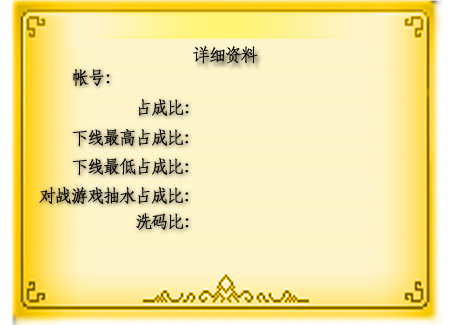 详细资料
帐号：
占成比：
下线最高占成比：
下线最低占成比：
对战游戏抽水占成比：
洗码比：